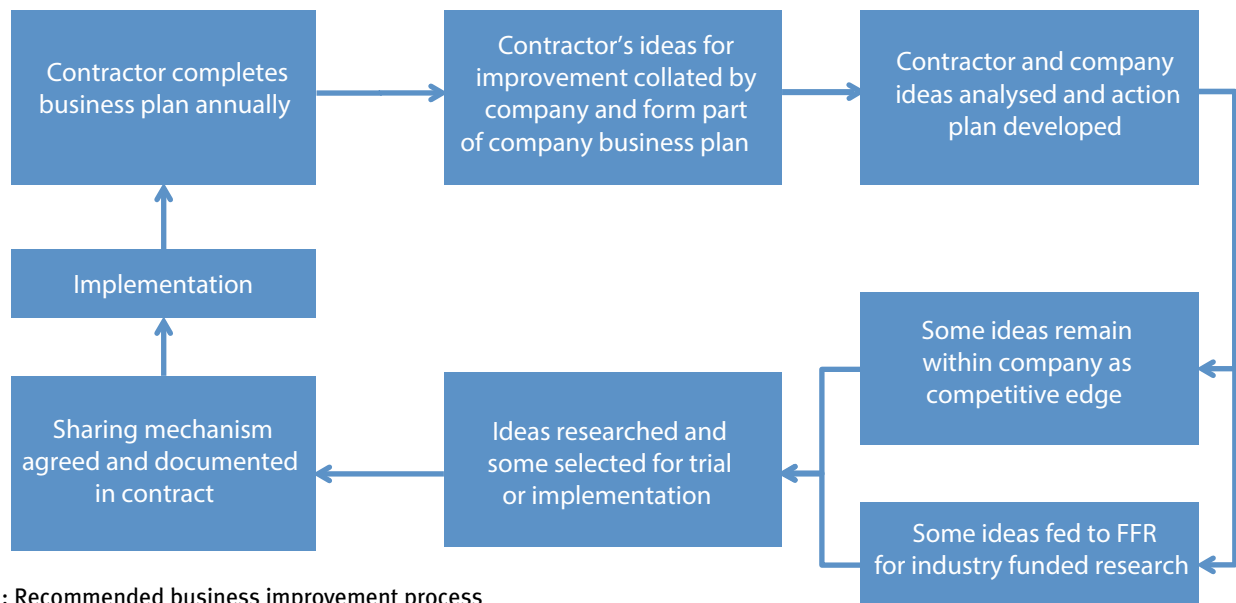 Contractor completes
business plan annually
Contractor's ideas for
improvement collated by
company and form part
of company business plan
Contractor and company
ideas analysed and action
plan developed
Some ideas remain
within company as
competitive edge
Some ideas fed to FFR
for industry funded research
Ideas researched and
some selected for trial
or implementation
Sharing mechanism
agreed and documented
in contract
Implementation
: Recommended business improvement process